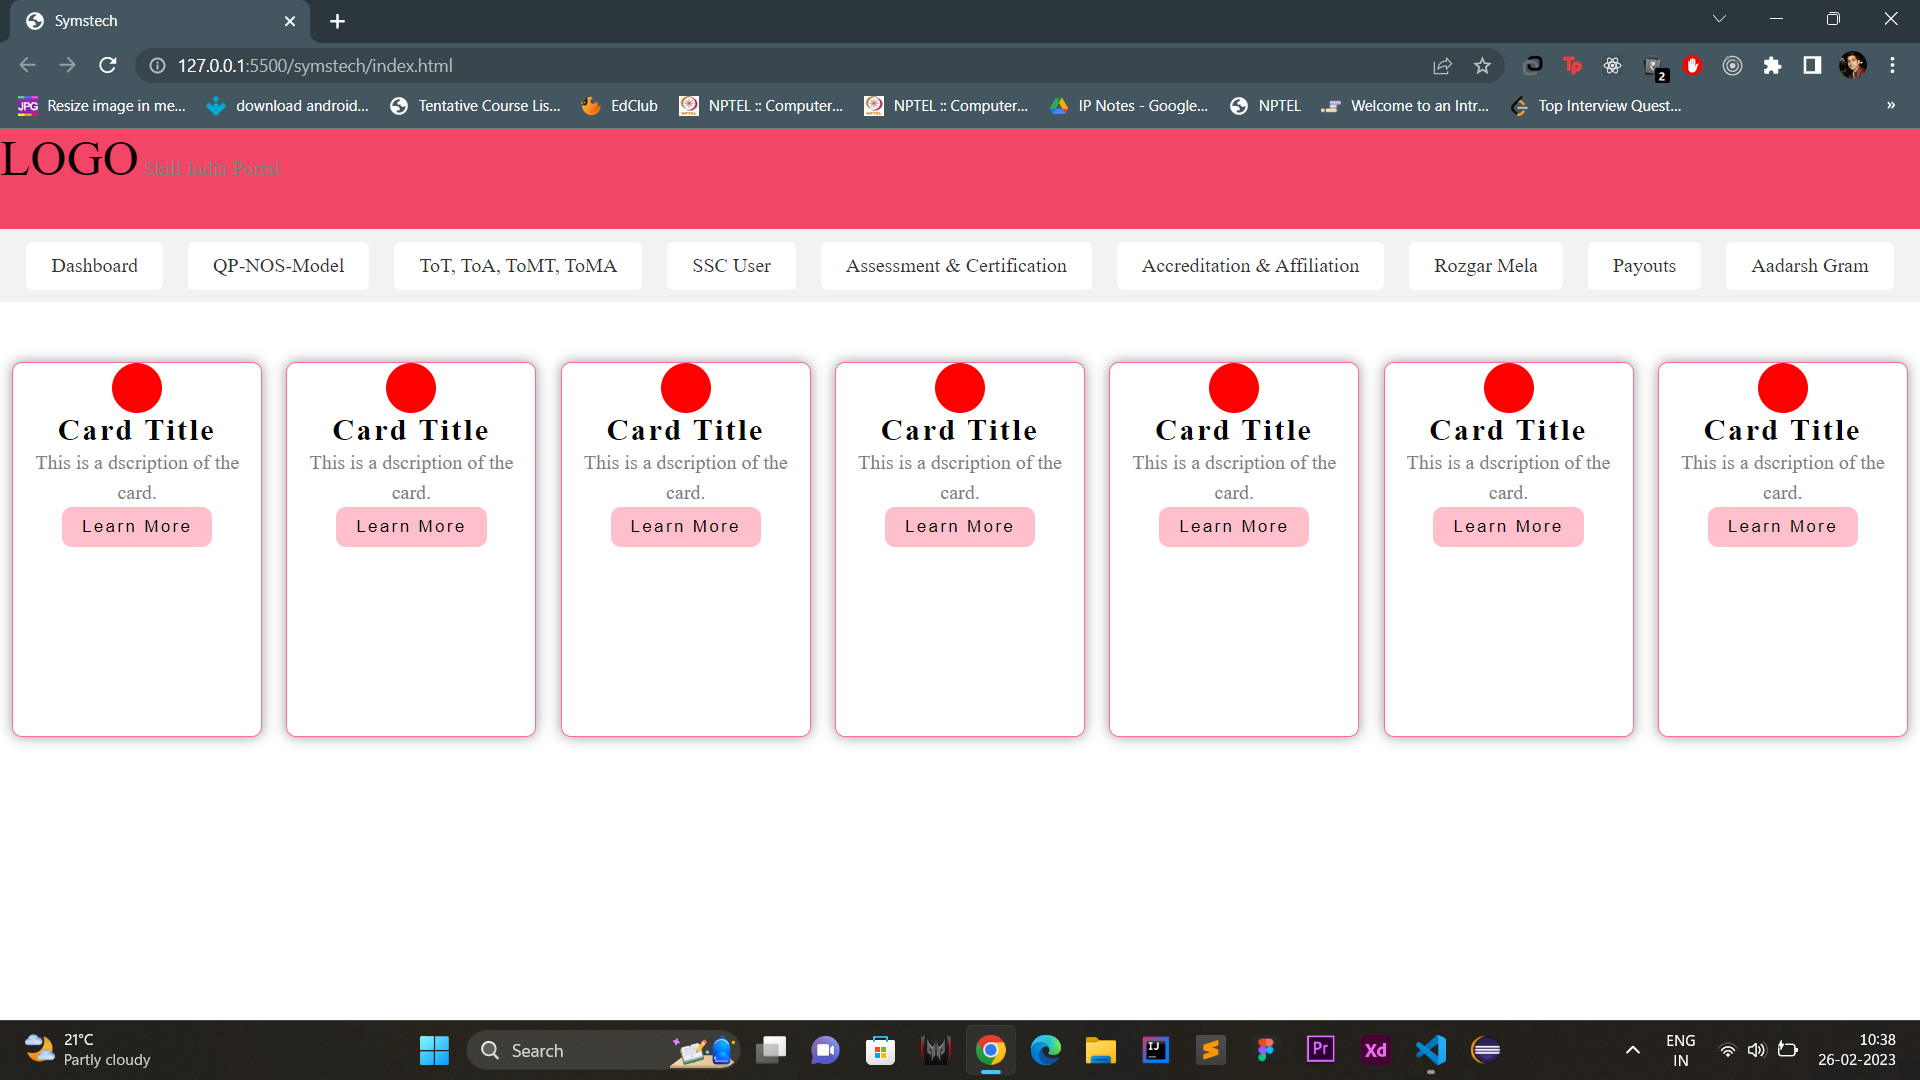 Symstech
127.0.0.1:5500/symstech/index.html
2
JPG Resize image in me... download android... Tentative Course Lis... EdClub NPTEL :: Computer... NPTEL :: Computer... IP Notes - Google... NPTEL Welcome to an Intr... Top Interview Quest... »
LOGO Skill India Portal
Dashboard QP-NOS-Model ToT, ToA, ToMT, ToMA SSC User Assessment & Certification Accreditation & Affiliation Rozgar Mela Payouts Aadarsh Gram
Card Title Card Title Card Title Card Title Card Title Card Title Card Title
This is a dscription of the This is a dscription of the This is a dscription of the This is a dscription of the This is a dscription of the This is a dscription of the This is a dscription of the
card. card. card. card. card. card. card.
Learn More Learn More Learn More Learn More Learn More Learn More Learn More
21°C
Partly cloudy
Search
IJ
Pr
Xd
ENG
IN
10:38
26-02-2023